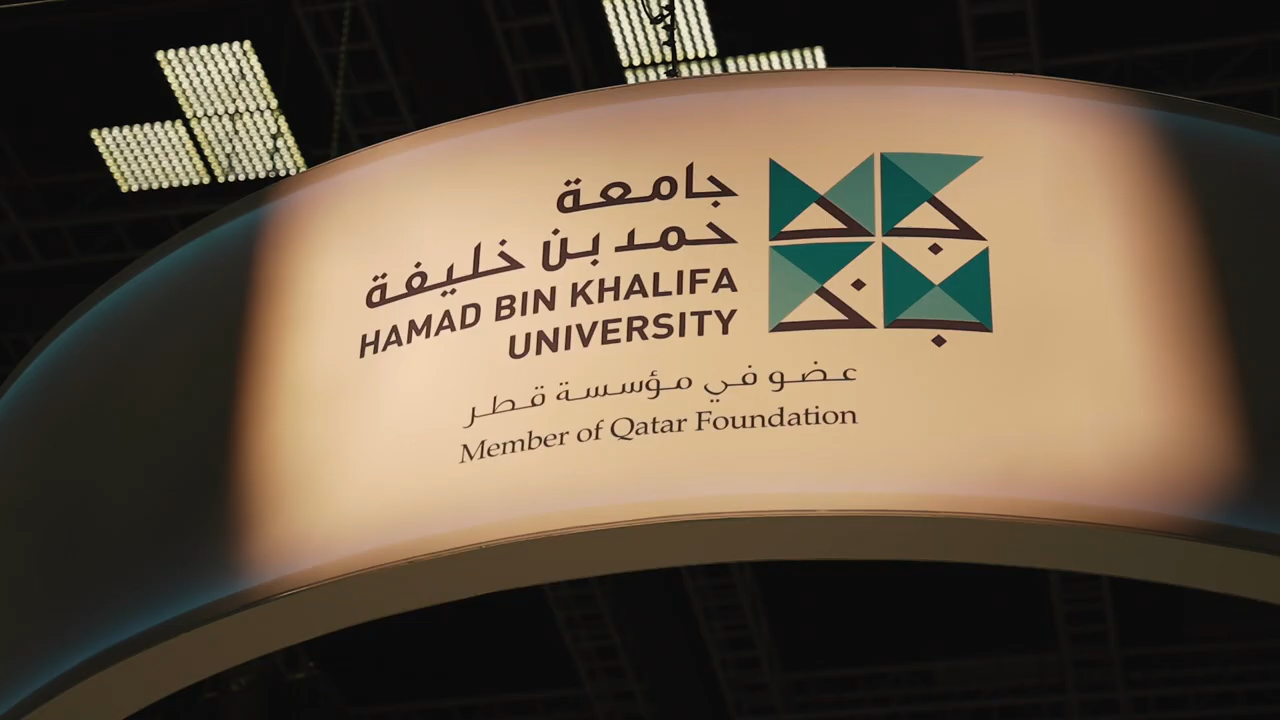 جامعة
حمد بن خليفة
HAMAD BIN KHALIFA
UNIVERSITY
عضو في مؤسسة قطر
Member of Qatar Foundation